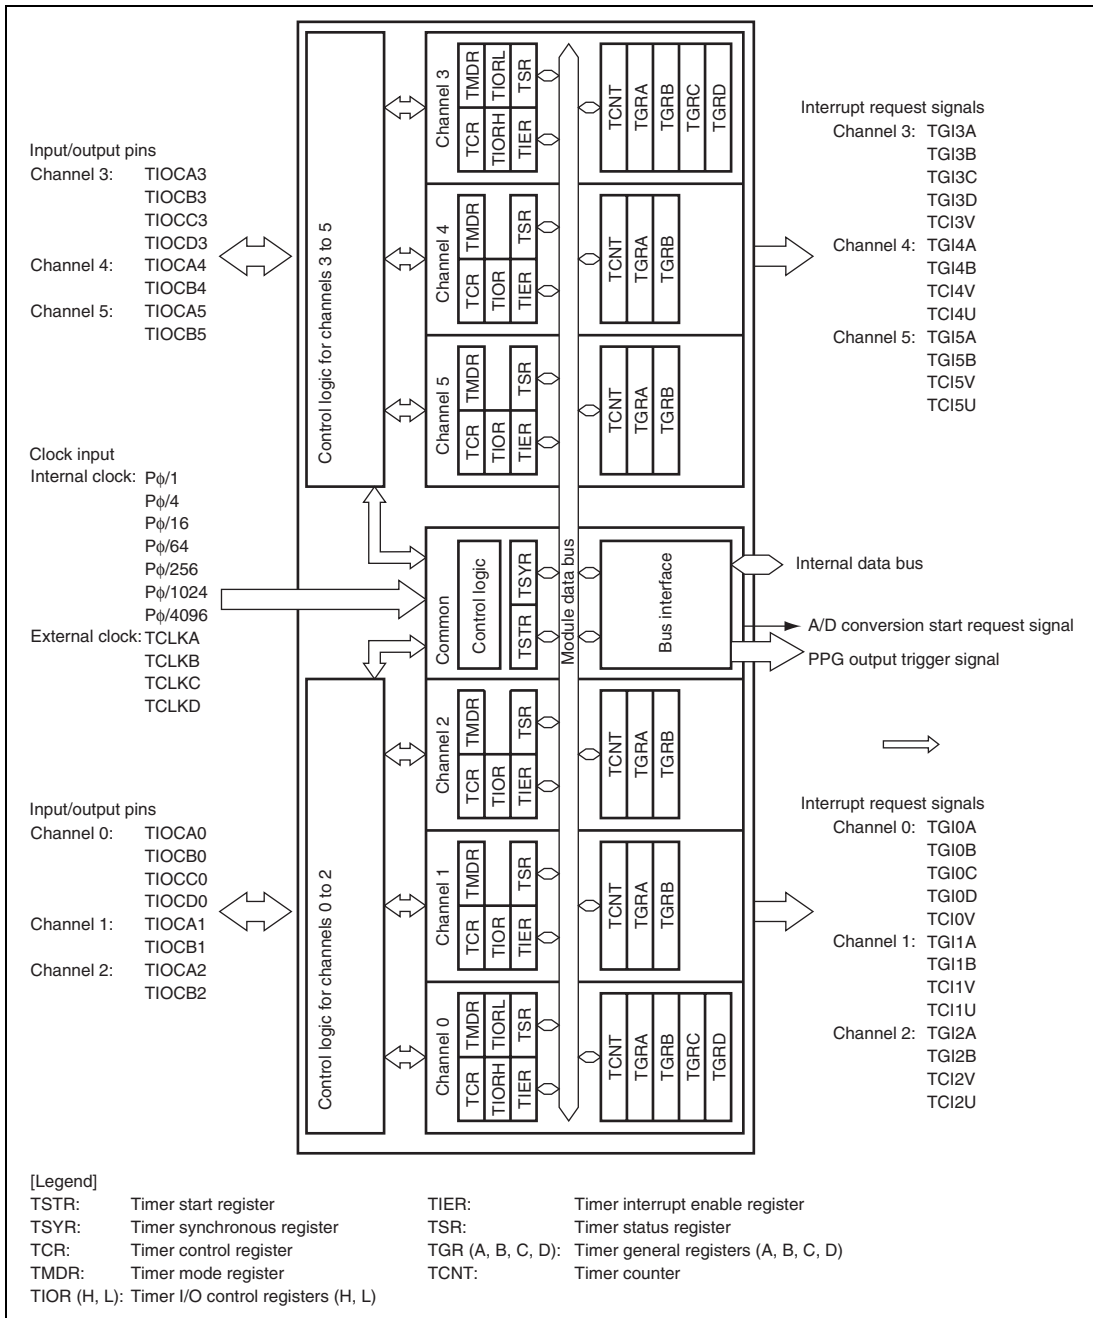 Input/output pins
Channel 3: TIOCA3
TIOCB3
TIOCC3
TIOCD3
Channel 4: TIOCA4
TIOCB4
Channel 5: TIOCA5
TIOCB5
Clock input
Internal clock: Pϕ/1
Pϕ/4
Pϕ/16
Pϕ/64
Pϕ/256
Pϕ/1024
Pϕ/4096
External clock: TCLKA
TCLKB
TCLKC
TCLKD
Input/output pins
Channel 0: TIOCA0
TIOCB0
TIOCC0
TIOCD0
Channel 1: TIOCA1
TIOCB1
Channel 2: TIOCA2
TIOCB2
Control logic for channels 3 to 5
Control logic for channels 0 to 2
Channel 3
TCR TMDR
TIORH TIORL
TIER TSR
TCNT
TGRA
TGRB
TGRC
TGRD
Channel 4
TCR TMDR
TIOR
TIER TSR
TCNT
TGRA
TGRB
Channel 5
TCR TMDR
TIOR
TIER TSR
TCNT
TGRA
TGRB
Common
Control logic
TSTR TSYR
Module data bus
Bus interface
Channel 2
TCR TMDR
TIOR
TIER TSR
TCNT
TGRA
TGRB
Channel 1
TCR TMDR
TIOR
TIER TSR
TCNT
TGRA
TGRB
Channel 0
TCR TMDR
TIORH TIORL
TIER TSR
TCNT
TGRA
TGRB
TGRC
TGRD
Interrupt request signals
Channel 3: TGI3A
TGI3B
TGI3C
TGI3D
TCI3V
Channel 4: TGI4A
TGI4B
TCI4V
TCI4U
Channel 5: TGI5A
TGI5B
TCI5V
TCI5U
Internal data bus
A/D conversion start request signal
PPG output trigger signal
Interrupt request signals
Channel 0: TGI0A
TGI0B
TGI0C
TGI0D
TCI0V
Channel 1: TGI1A
TGI1B
TCI1V
TCI1U
Channel 2: TGI2A
TGI2B
TCI2V
TCI2U
[Legend]
TSTR: Timer start register
TSYR: Timer synchronous register
TCR: Timer control register
TMDR: Timer mode register
TIOR (H, L): Timer I/O control registers (H, L)
TIER: Timer interrupt enable register
TSR: Timer status register
TGR (A, B, C, D): Timer general registers (A, B, C, D)
TCNT: Timer counter